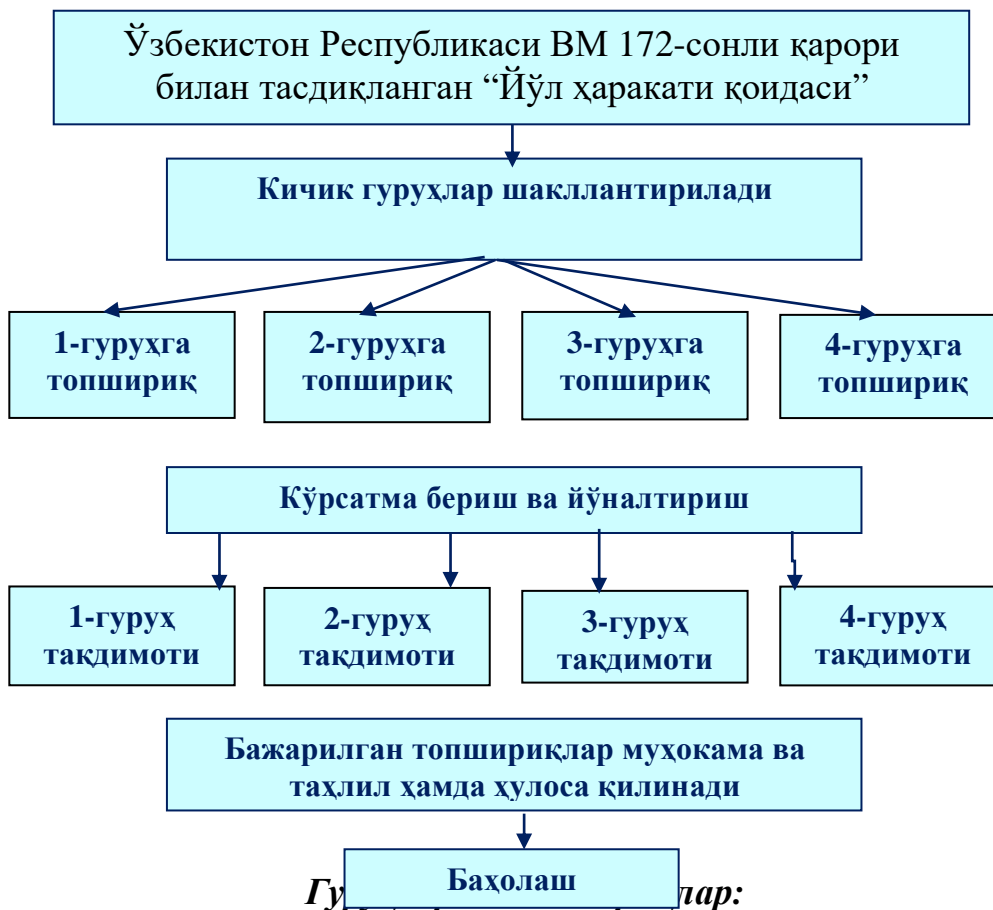 Ўзбекистон Республикаси ВМ 172-сонли қарори
билан тасдиқланган “Йўл ҳаракати қоидаси”
Кичик гуруҳлар шакллантирилади
1-гуруҳга
топшириқ
2-гуруҳга
топшириқ
3-гуруҳга
топшириқ
4-гуруҳга
топшириқ
Кўрсатма бериш ва йўналтириш
1-гуруҳ
тақдимоти
2-гуруҳ
тақдимоти
3-гуруҳ
тақдимоти
4-гуруҳ
тақдимоти
Бажарилган топшириқлар муҳокама ва
таҳлил ҳамда ҳулоса қилинади
Баҳолаш